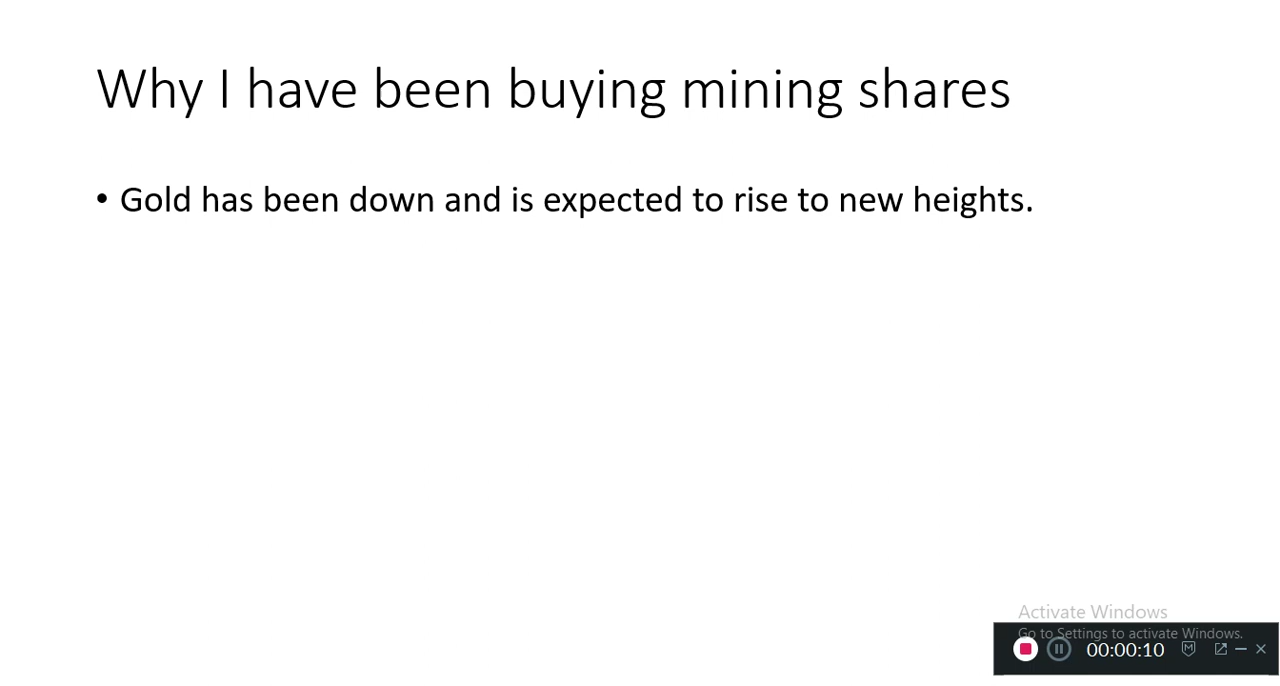 Why I have been buying mining shares
• Gold has been down and is expected to rise to new heights.
Activate Windows
Go to Settings to activate Windows.
00:00:10